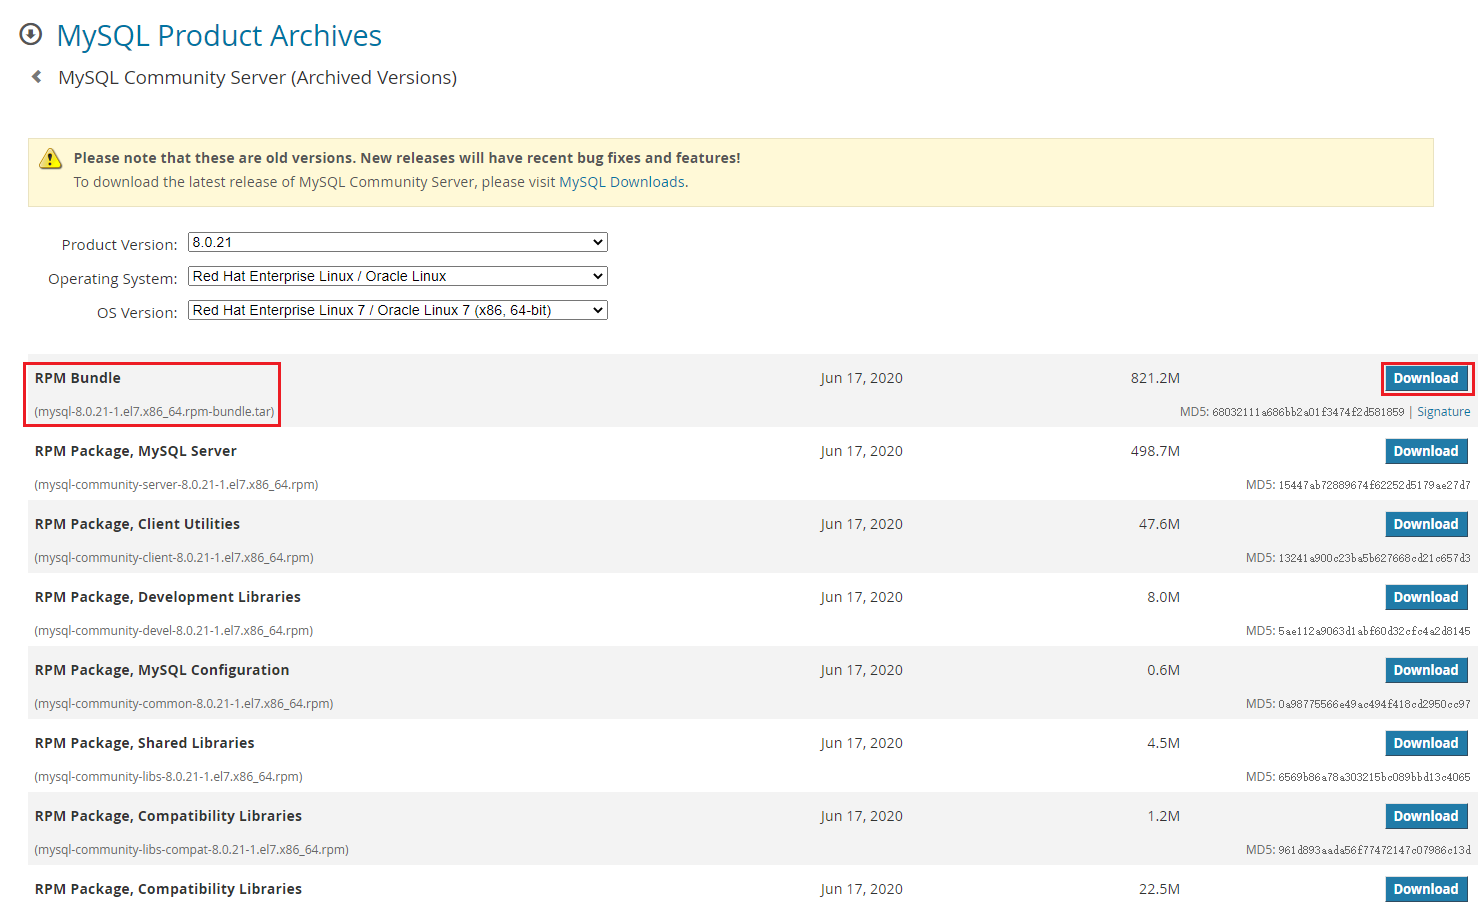 MySQL Product Archives
MySQL Community Server (Archived Versions)
Please note that these are old versions. New releases will have recent bug fixes and features!
To download the latest release of MySQL Community Server, please visit MySQL Downloads.
Product Version: 8.0.21
Operating System: Red Hat Enterprise Linux / Oracle Linux
OS Version: Red Hat Enterprise Linux 7 / Oracle Linux 7 (x86, 64-bit)
RPM Bundle Jun 17, 2020 821.2M Download
(mysql-8.0.21-1.el7.x86_64.rpm-bundle.tar) MD5: 68032111a686bb2a01f3474f2d581859 | Signature
RPM Package, MySQL Server Jun 17, 2020 498.7M Download
(mysql-community-server-8.0.21-1.el7.x86_64.rpm) MD5: 15447ab72889674f62252d5179ae27d7
RPM Package, Client Utilities Jun 17, 2020 47.6M Download
(mysql-community-client-8.0.21-1.el7.x86_64.rpm) MD5: 13241a900c23ba5b627668cd21c657d3
RPM Package, Development Libraries Jun 17, 2020 8.0M Download
(mysql-community-devel-8.0.21-1.el7.x86_64.rpm) MD5: 5ae112a9063d1abf60d32cfc4a2d8145
RPM Package, MySQL Configuration Jun 17, 2020 0.6M Download
(mysql-community-common-8.0.21-1.el7.x86_64.rpm) MD5: 0a98775566e49ac494f418cd2950cc97
RPM Package, Shared Libraries Jun 17, 2020 4.5M Download
(mysql-community-libs-8.0.21-1.el7.x86_64.rpm) MD5: 6569b86a78a303215bc089bbd13c4065
RPM Package, Compatibility Libraries Jun 17, 2020 1.2M Download
(mysql-community-libs-compat-8.0.21-1.el7.x86_64.rpm) MD5: 961d893aada56f77472147c07986c13d
RPM Package, Compatibility Libraries Jun 17, 2020 22.5M Download